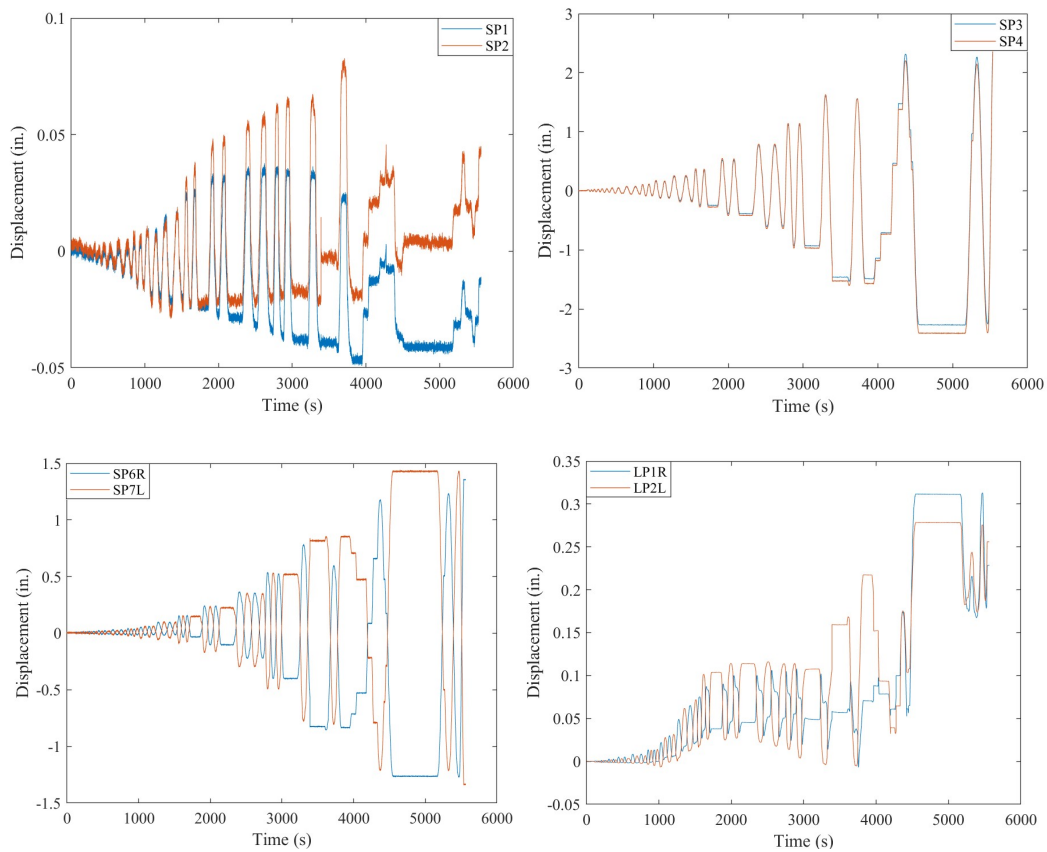 0.1
0.05
0
-0.05
Displacement (in.)
SP1
SP2
0 1000 2000 3000 4000 5000 6000
Time (s)
3
2
1
0
-1
-2
-3
Displacement (in.)
SP3
SP4
0 1000 2000 3000 4000 5000 6000
Time (s)
1.5
1
0.5
0
-0.5
-1
-1.5
Displacement (in.)
SP6R
SP7L
0 1000 2000 3000 4000 5000 6000
Time (s)
0.35
0.3
0.25
0.2
0.15
0.1
0.05
0
-0.05
Displacement (in.)
LP1R
LP2L
0 1000 2000 3000 4000 5000 6000
Time (s)